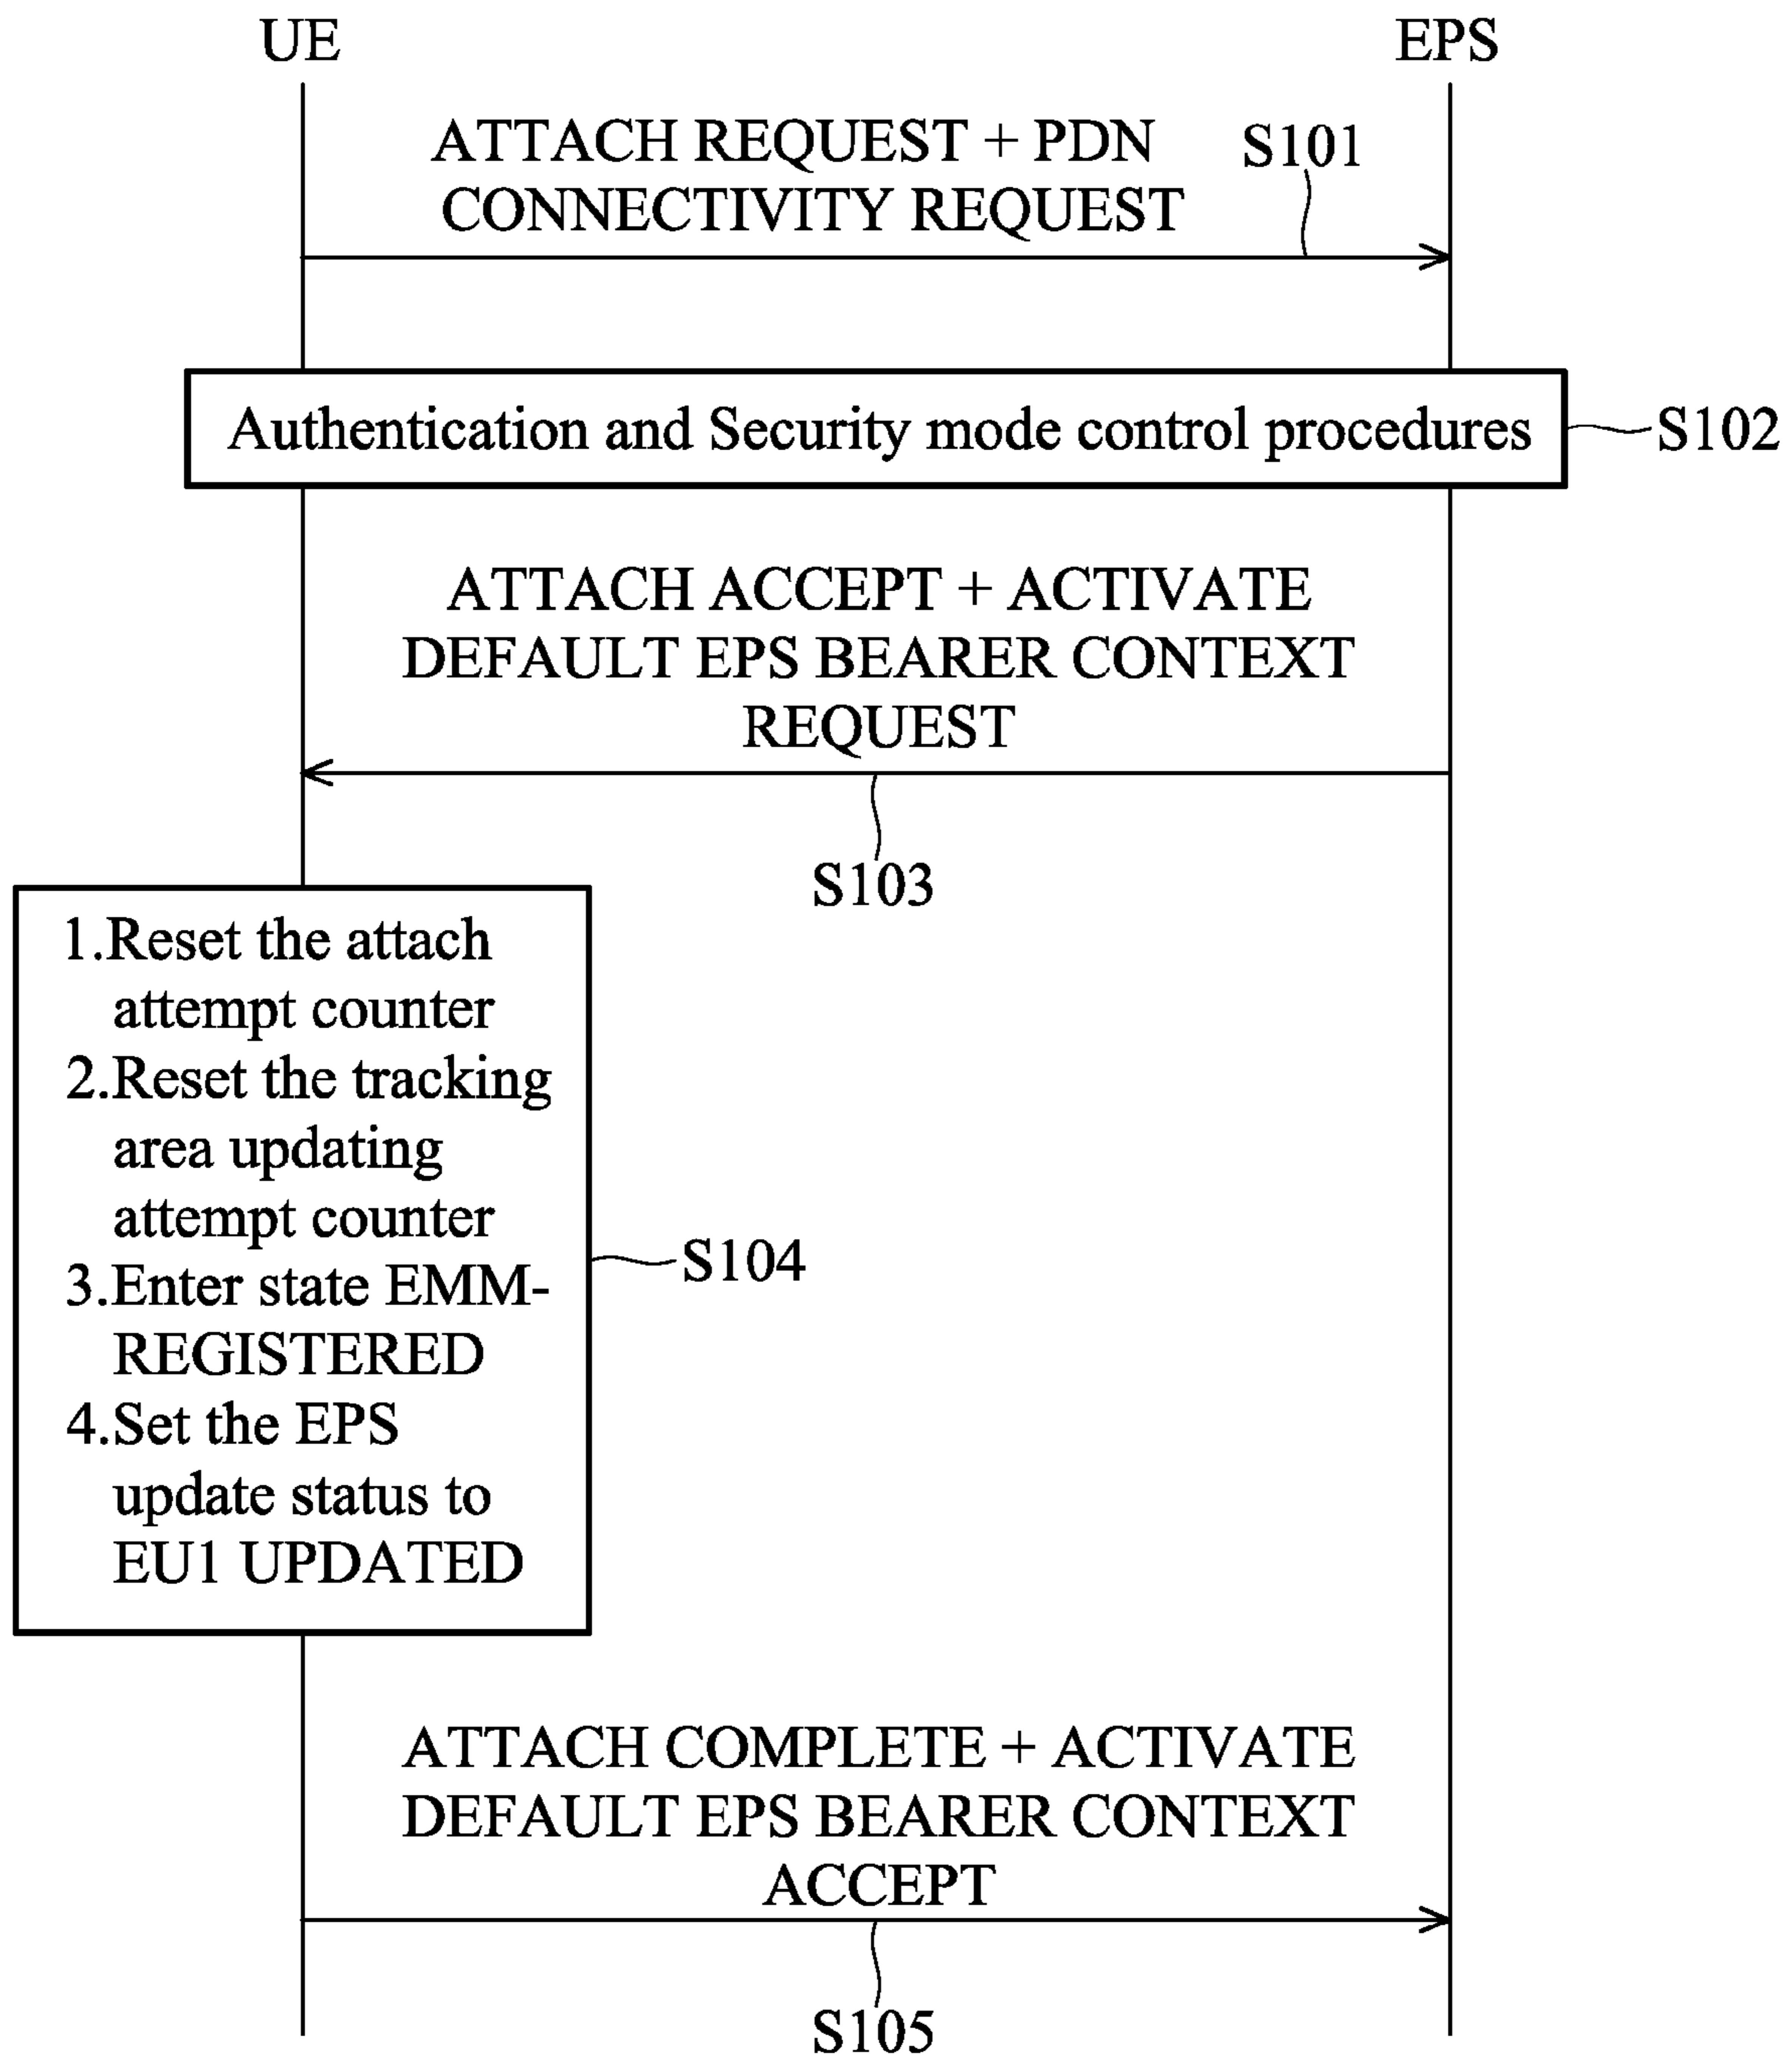 UE
EPS
ATTACH REQUEST + PDN
CONNECTIVITY REQUEST
S101
Authentication and Security mode control procedures
S102
ATTACH ACCEPT + ACTIVATE
DEFAULT EPS BEARER CONTEXT
REQUEST
S103
1.Reset the attach
attempt counter
2.Reset the tracking
area updating
attempt counter
3.Enter state EMM-
REGISTERED
4.Set the EPS
update status to
EU1 UPDATED
S104
ATTACH COMPLETE + ACTIVATE
DEFAULT EPS BEARER CONTEXT
ACCEPT
S105